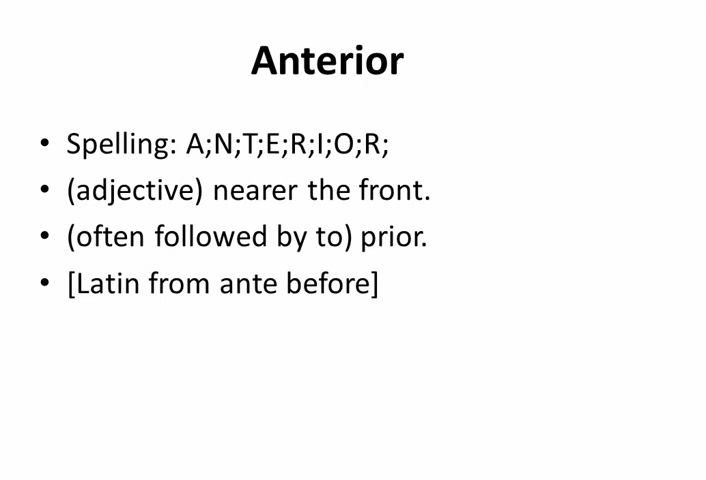 Anterior
• Spelling: A;N;T;E;R;I;O;R;
• (adjective) nearer the front.
• (often followed by to) prior.
• [Latin from ante before]